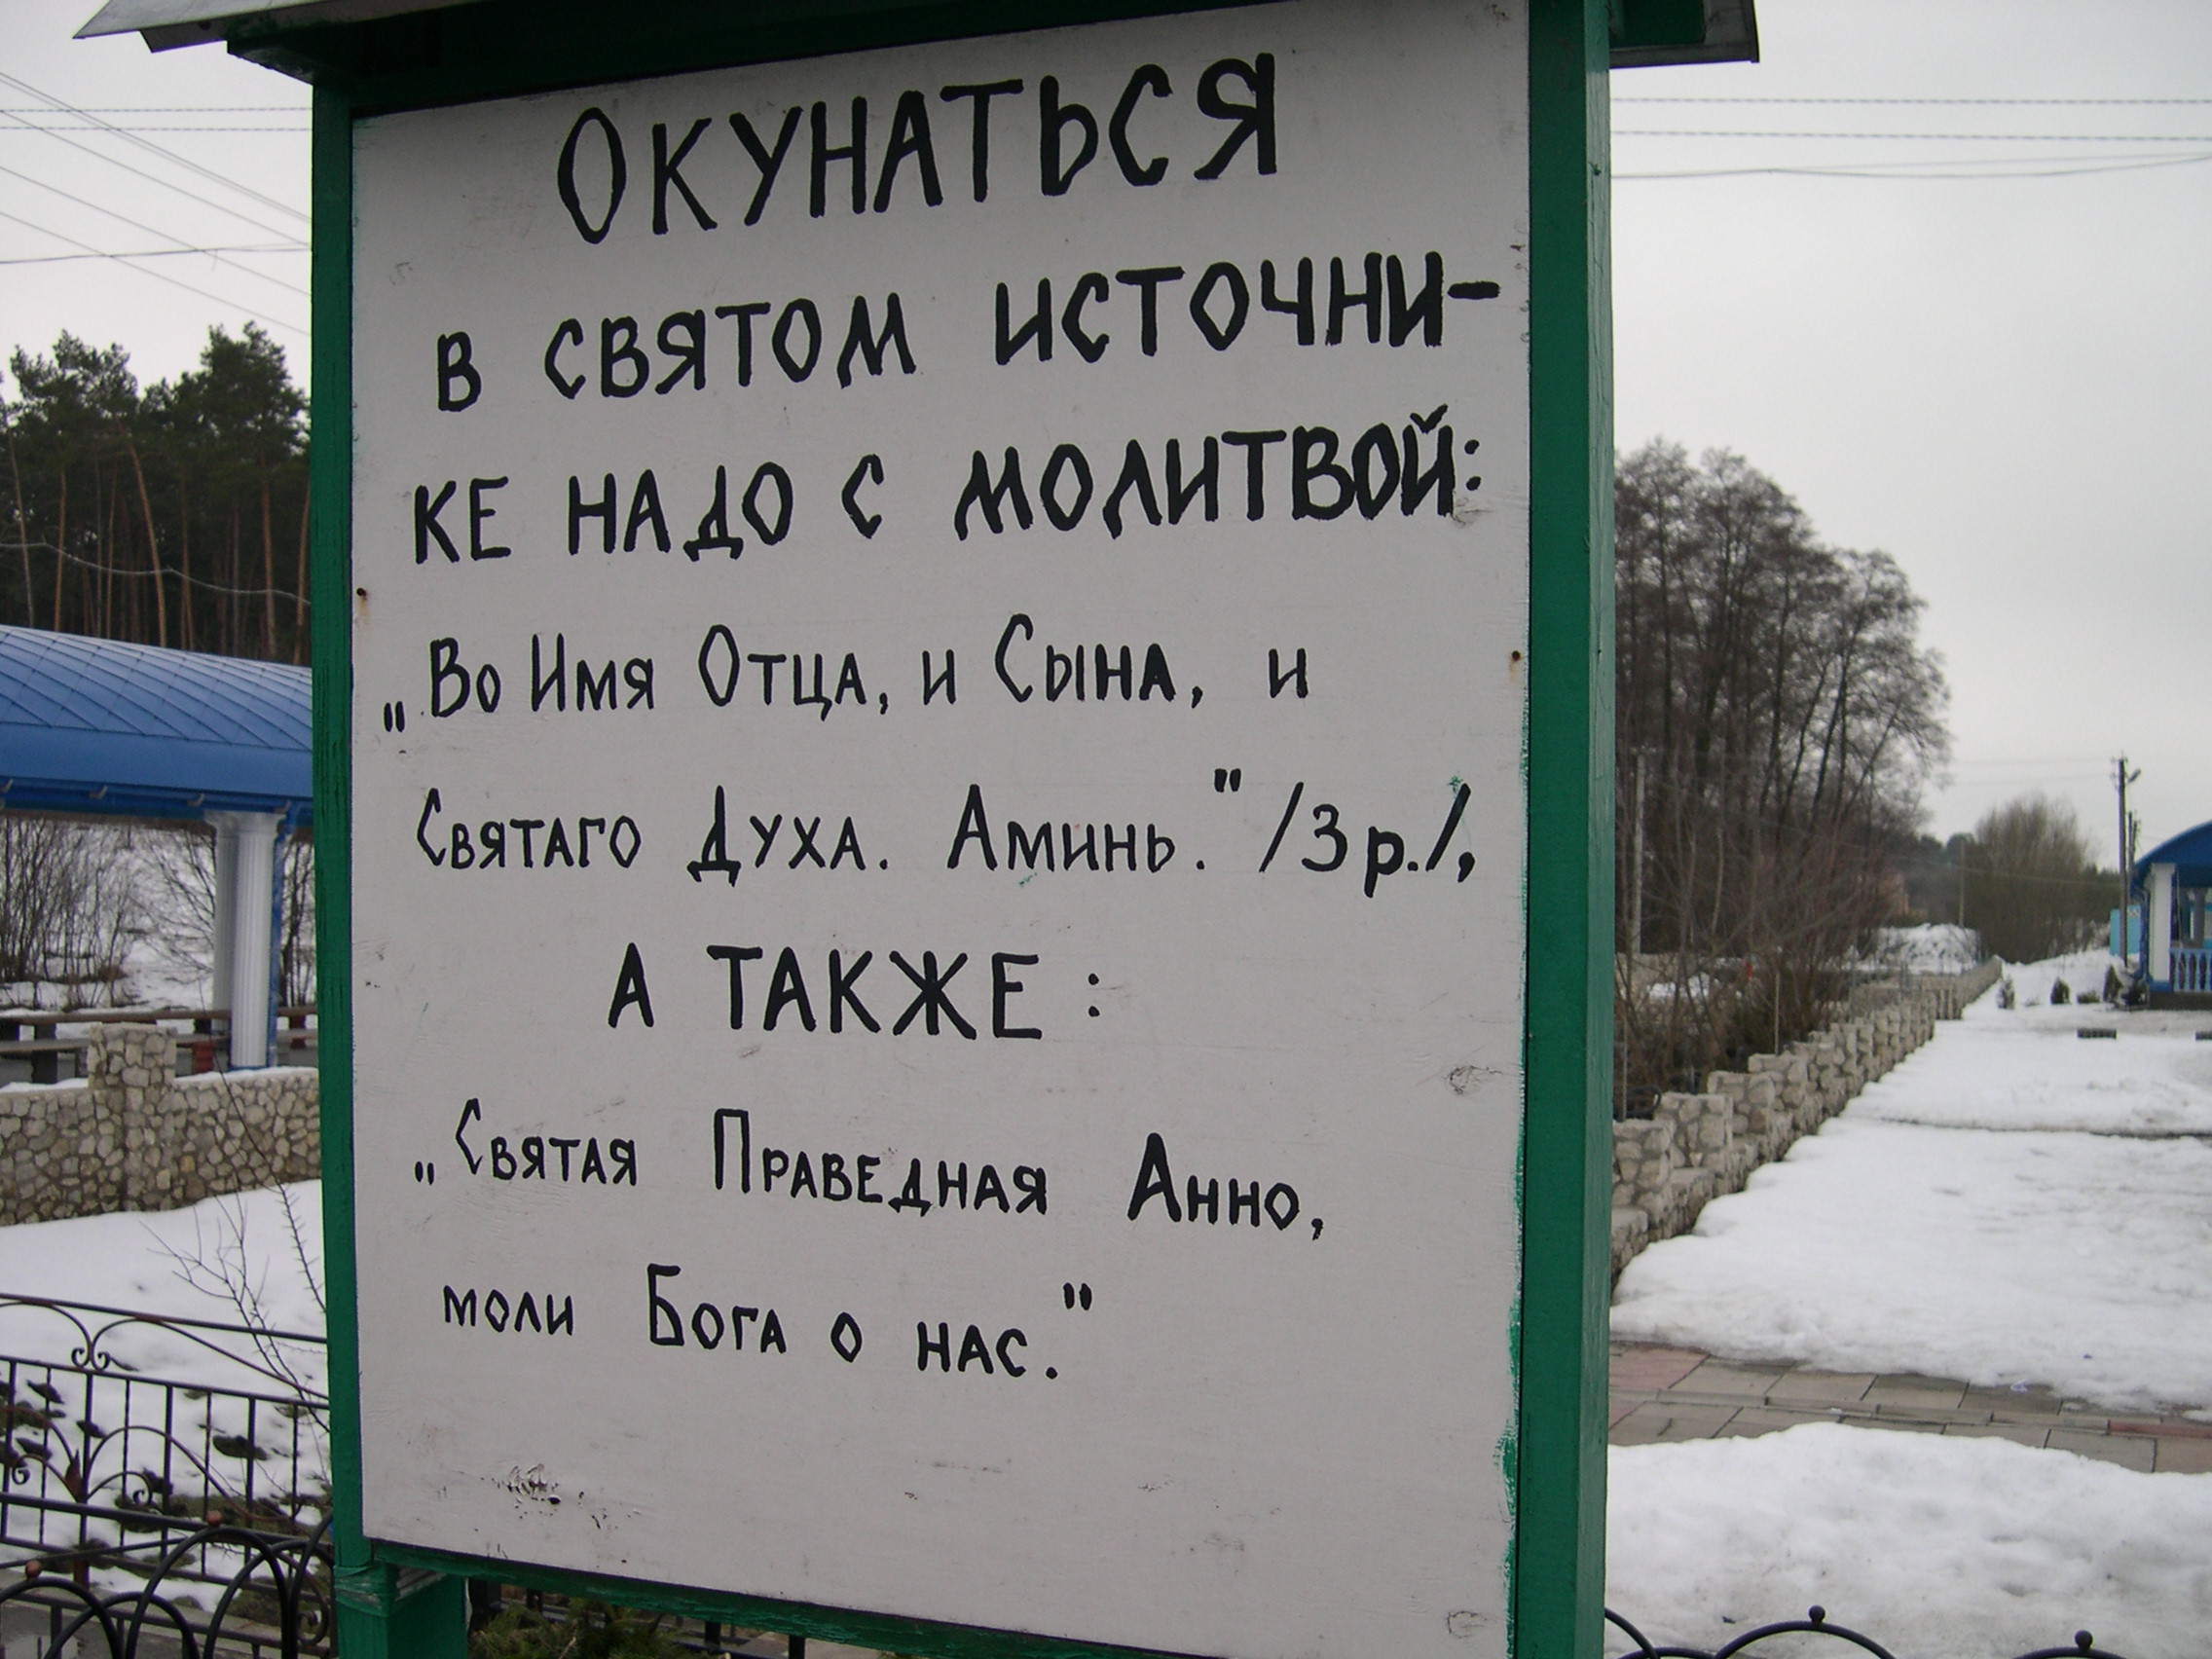 ОКУНАТЬСЯ
В СВЯТОМ ИСТОЧНИ-
КЕ НАДО С МОЛИТВОЙ:
„Во Имя Отца, и Сына, и
Святаго Духа. Аминь." /3 р./,
А ТАКЖЕ:
„Святая Праведная Анно,
моли Бога о нас."